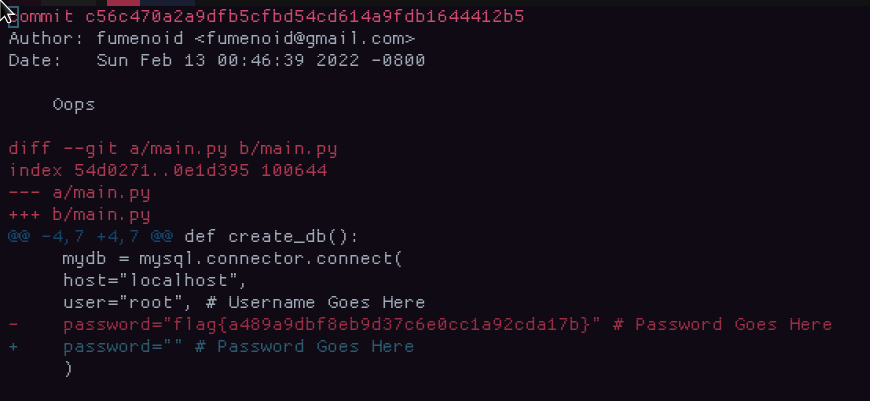 commit c56c470a2a9dfb5cfbd54cd614a9fdb1644412b5
Author: fumenoid <fumenoid@gmail.com>
Date:   Sun Feb 13 00:46:39 2022 -0800
    Oops
diff --git a/main.py b/main.py
index 54d0271..0e1d395 100644
--- a/main.py
+++ b/main.py
@@ -4,7 +4,7 @@ def create_db():
     mydb = mysql.connector.connect(
     host="localhost",
     user="root", # Username Goes Here
-    password="flag{a489a9dbf8eb9d37c6e0cc1a92cda17b}" # Password Goes Here
+    password="" # Password Goes Here
     )